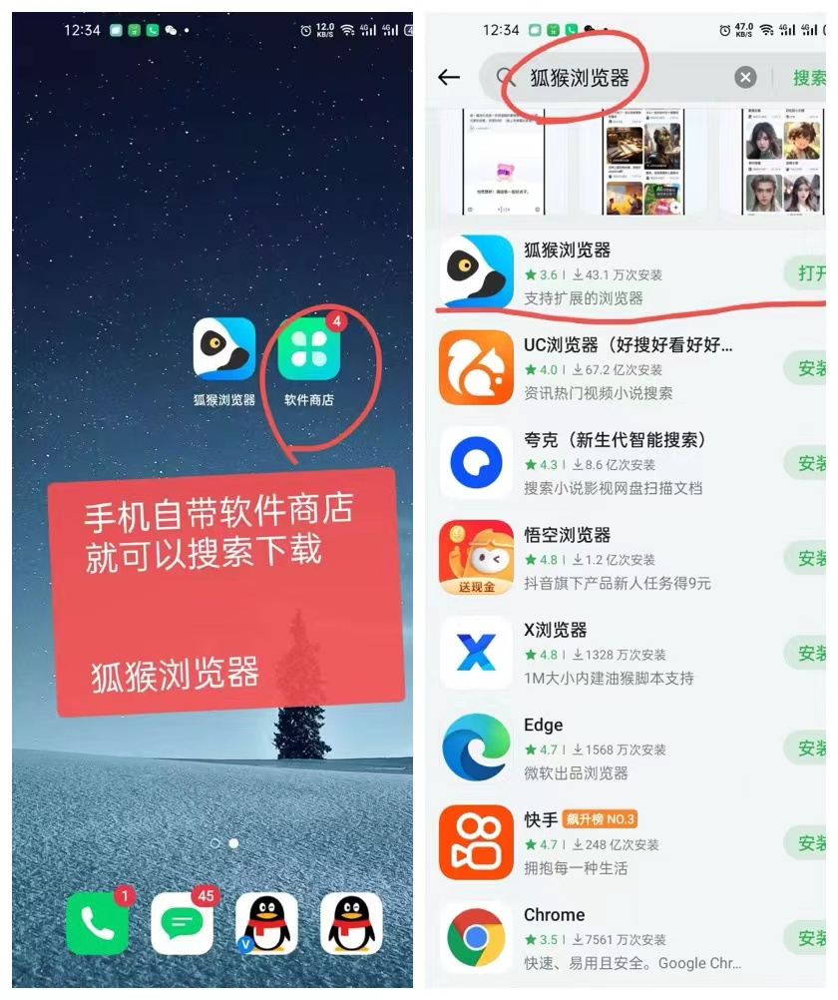 12:34
12.0 KB/S
4G
4G
4
狐猴浏览器
软件商店
手机自带软件商店
就可以搜索下载
狐猴浏览器
1
45
V
12:34
47.0 KB/S
4G
4G
狐猴浏览器
搜索
狐猴浏览器
3.6 | 43.1 万次安装
打开
支持扩展的浏览器
UC浏览器（好搜好看好好...
4.0 | 67.2 亿次安装
安装
资讯热门视频小说搜索
夸克（新生代智能搜索）
4.3 | 8.6 亿次安装
安装
搜索小说影视网盘扫描文档
悟空浏览器
4.8 | 1.2 亿次安装
安装
送现金
抖音旗下产品新人任务得9元
X浏览器
4.8 | 1328 万次安装
安装
1M大小内建油猴脚本支持
Edge
4.7 | 1568 万次安装
安装
微软出品浏览器
快手 飙升榜 NO.3
4.7 | 248 亿次安装
安装
拥抱每一种生活
Chrome
3.5 | 7561 万次安装
安装
快速、易用且安全。Google Chr...